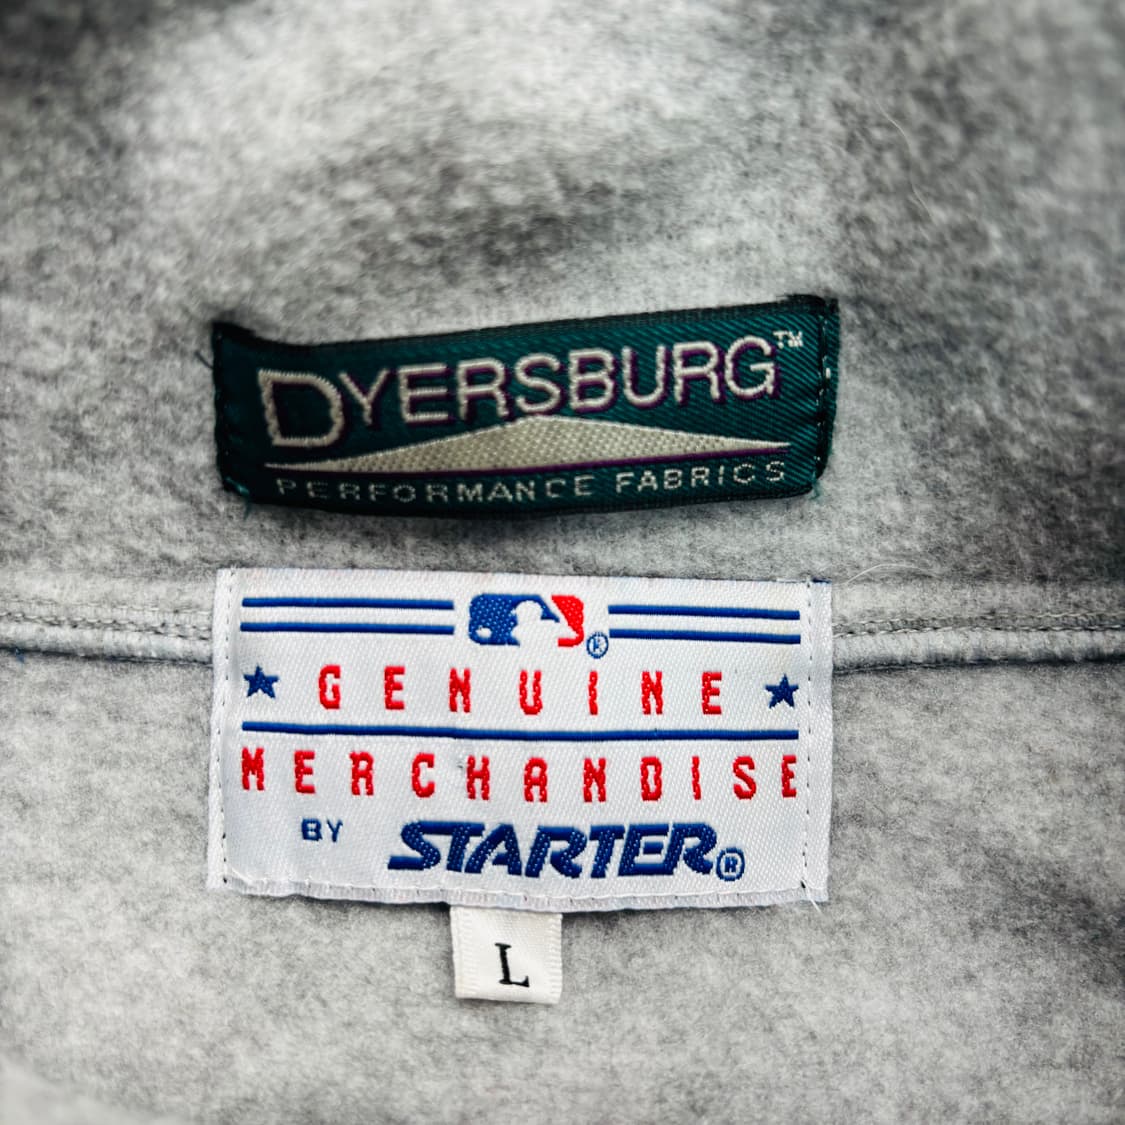 DYERSBURG™
PERFORMANCE FABRICS
®
GENUINE
MERCHANDISE
BY STARTER®
L